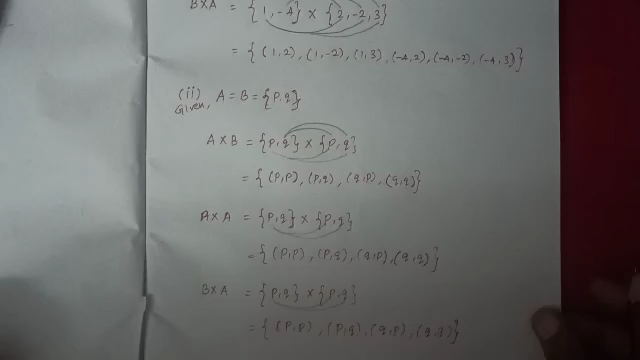 B×A = {1,-4} × {2,-2,3}
= {(1,2), (1,-2), (1,3), (-4,2), (-4,-2), (-4,3)}
(ii)
Given, A = B = {p,q}
A×B = {p,q} × {p,q}
= {(p,p), (p,q), (q,p), (q,q)}
A×A = {p,q} × {p,q}
= {(p,p), (p,q), (q,p), (q,q)}
B×A = {p,q} × {p,q}
= {(p,p), (p,q), (q,p), (q,q)}